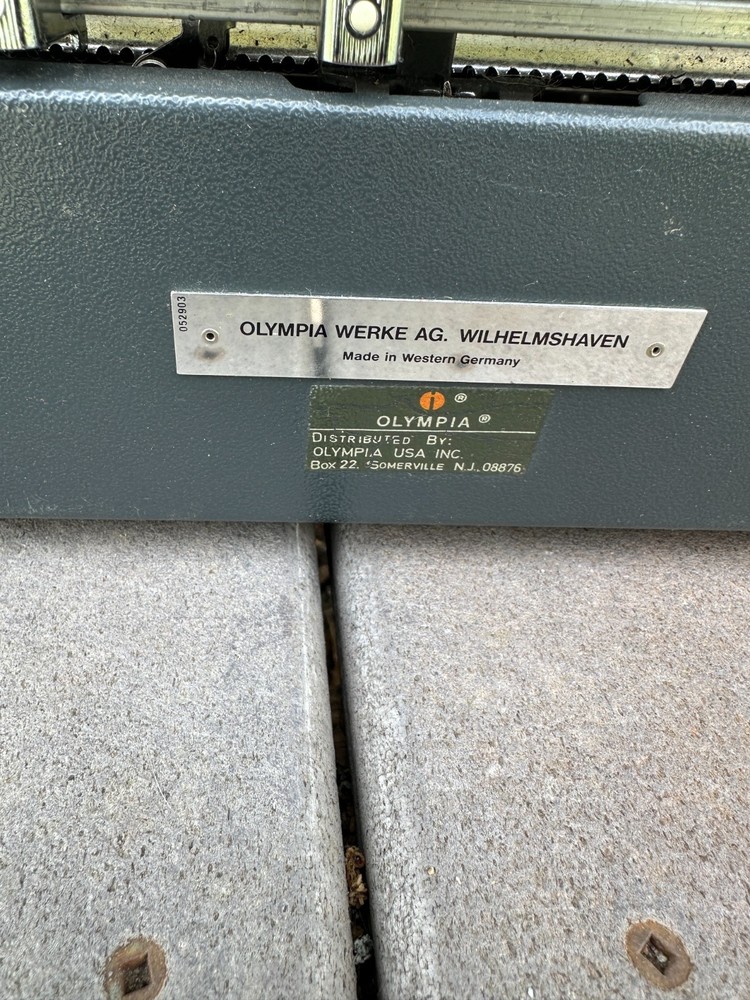 052903
OLYMPIA WERKE AG. WILHELMSHAVEN
Made in Western Germany
i ®
OLYMPIA ®
DISTRIBUTED BY:
OLYMPIA USA INC.
BOX 22, SOMERVILLE N.J. 08876